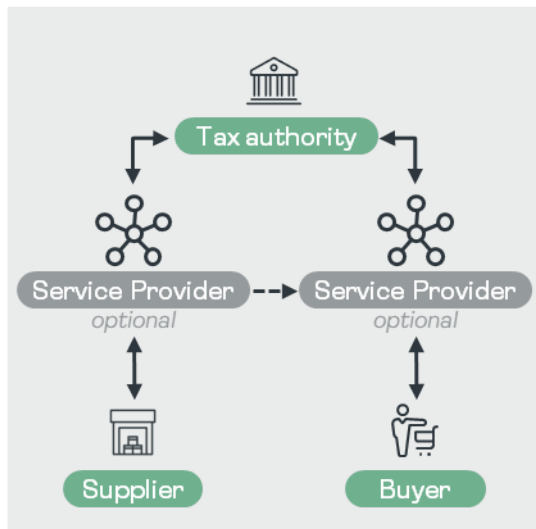 Tax authority
Service Provider
optional
Service Provider
optional
Supplier
Buyer